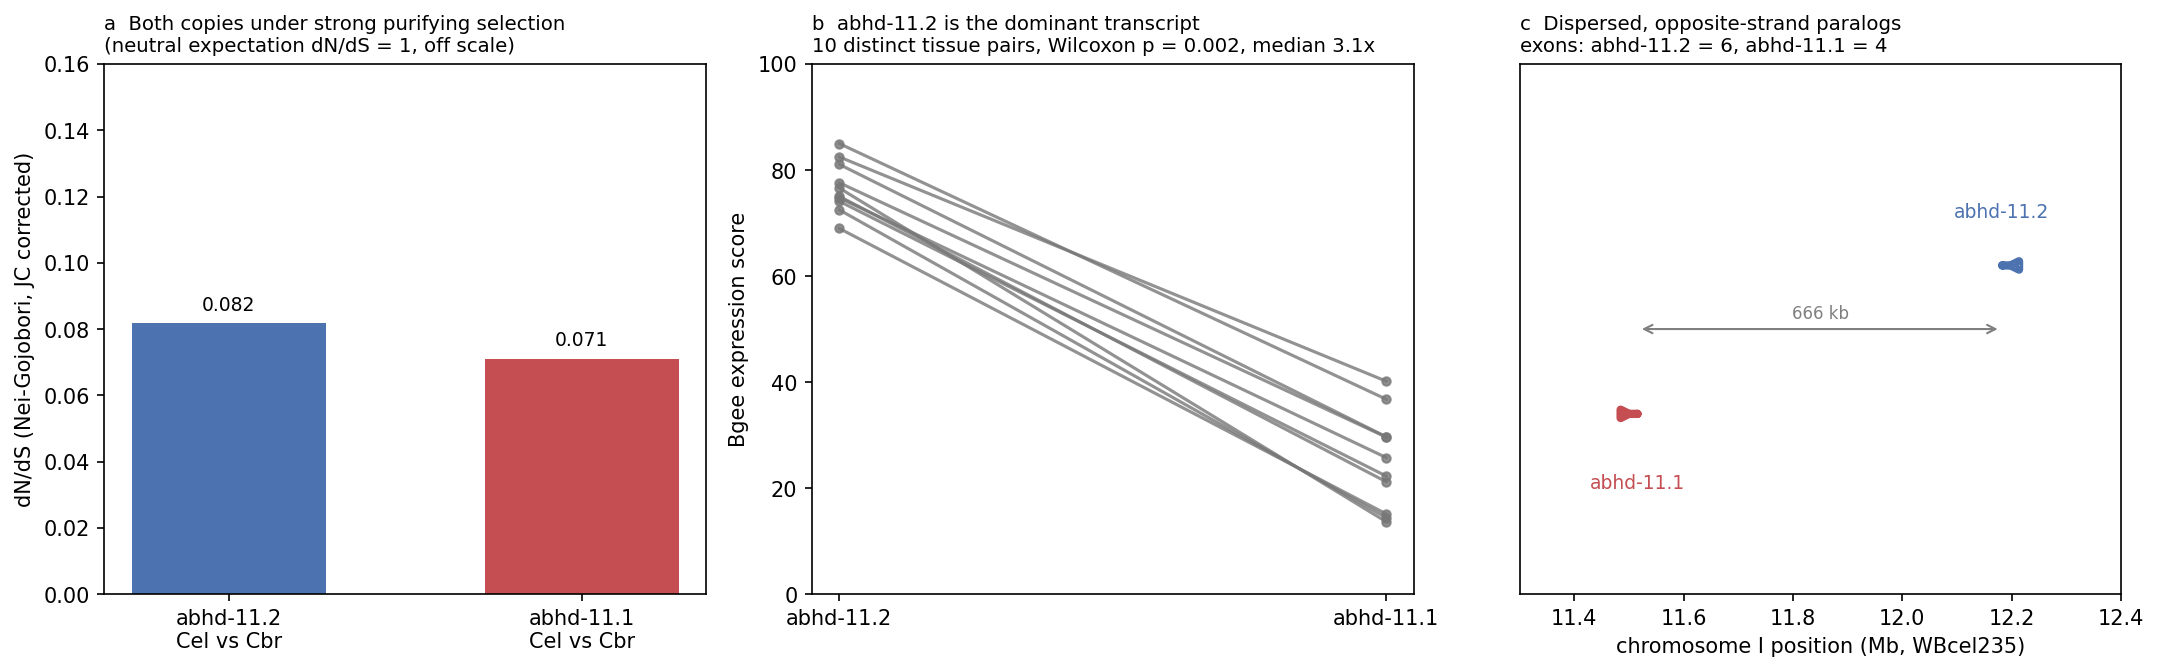 a  Both copies under strong purifying selection
(neutral expectation dN/dS = 1, off scale)
dN/dS (Nei-Gojobori, JC corrected)
0.16
0.14
0.12
0.10
0.08
0.06
0.04
0.02
0.00
0.082
0.071
abhd-11.2
Cel vs Cbr
abhd-11.1
Cel vs Cbr
b  abhd-11.2 is the dominant transcript
10 distinct tissue pairs, Wilcoxon p = 0.002, median 3.1x
Bgee expression score
100
80
60
40
20
0
abhd-11.2
abhd-11.1
c  Dispersed, opposite-strand paralogs
exons: abhd-11.2 = 6, abhd-11.1 = 4
abhd-11.2
666 kb
abhd-11.1
11.4
11.6
11.8
12.0
12.2
12.4
chromosome I position (Mb, WBcel235)